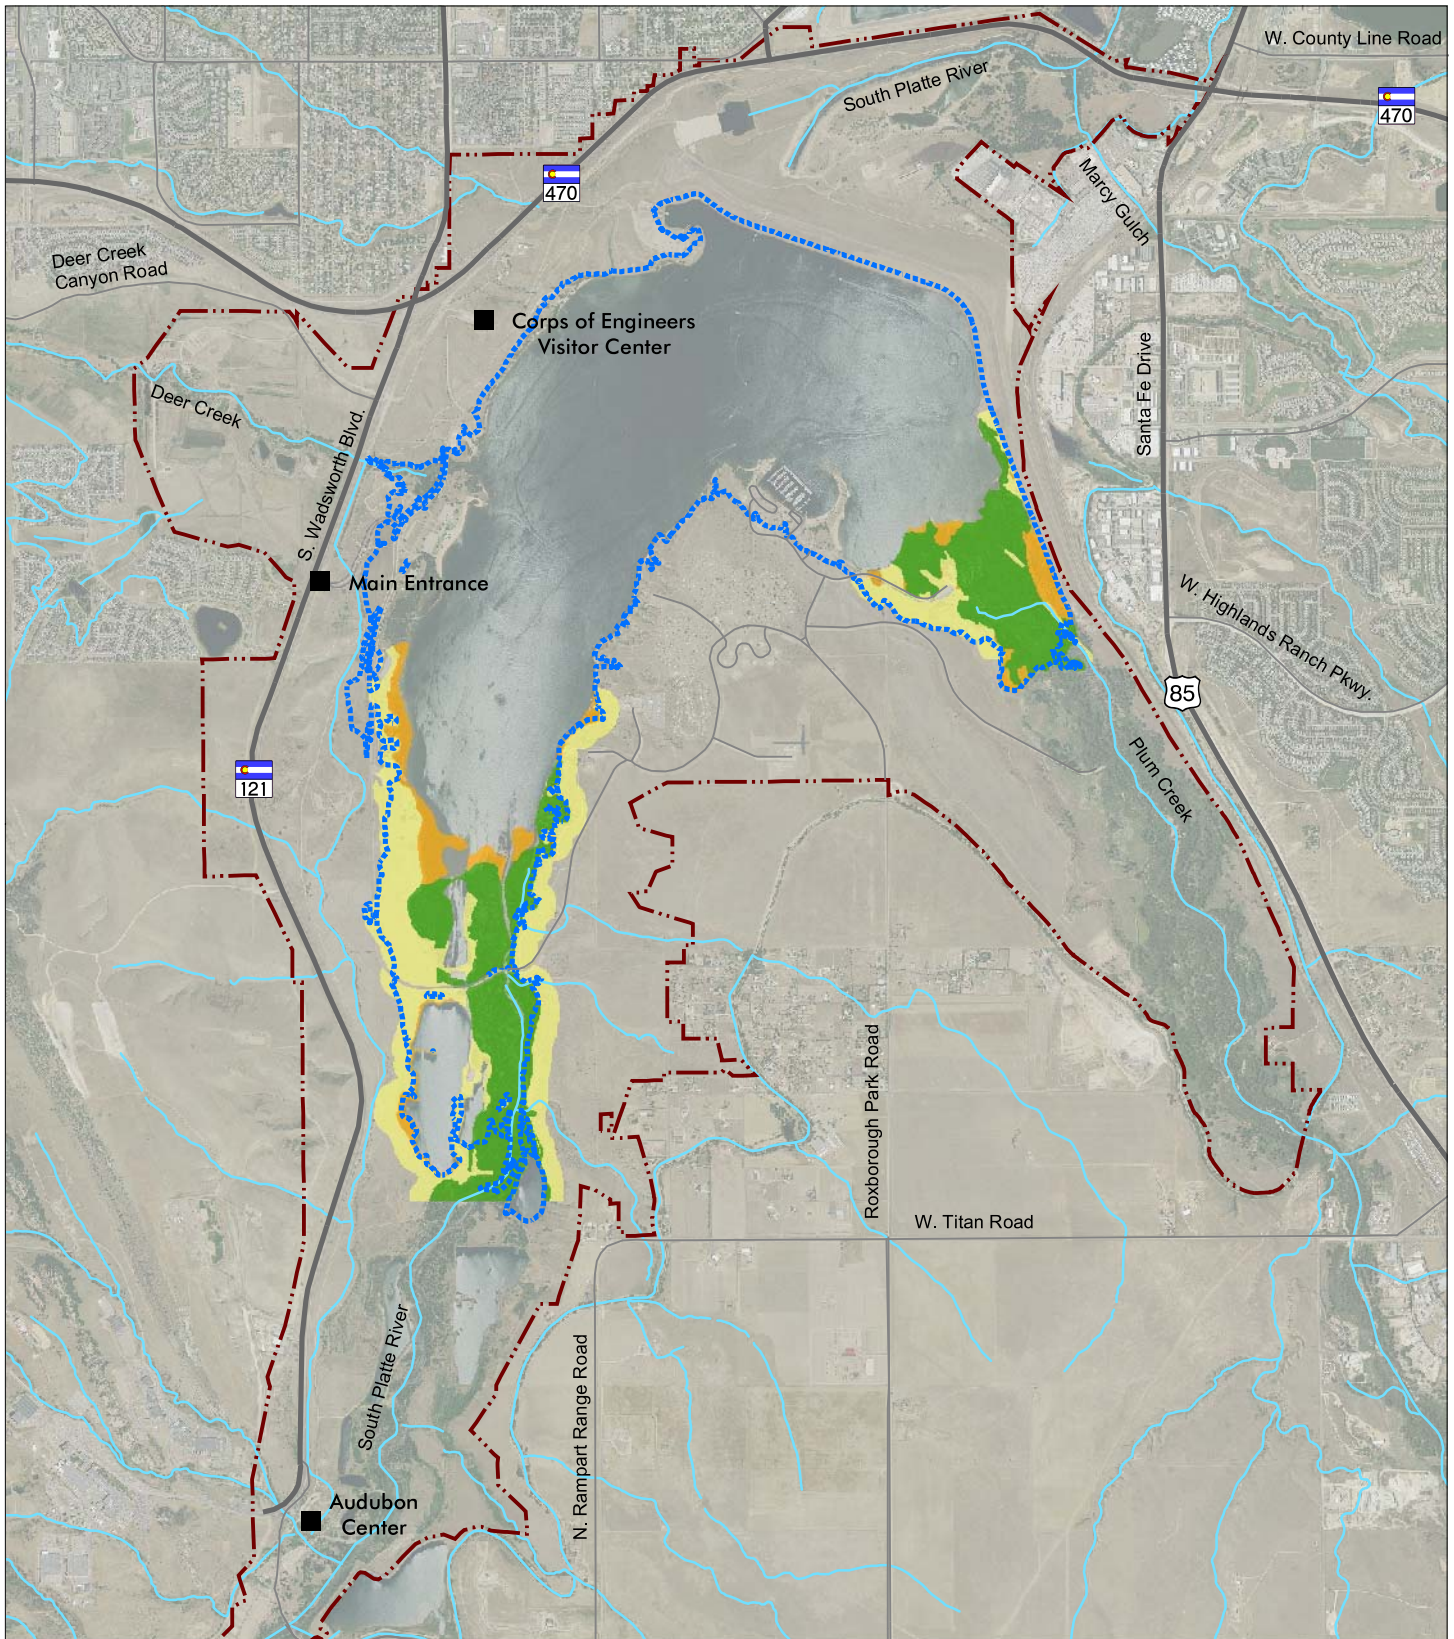 W. County Line Road
South Platte River
470
470
Marcy Gulch
Deer Creek
Canyon Road
Corps of Engineers
Visitor Center
Santa Fe Drive
Deer Creek
S. Wadsworth Blvd.
Main Entrance
W. Highlands Ranch Pkwy.
85
121
Plum Creek
Roxborough Park Road
W. Titan Road
South Platte River
N. Rampart Range Road
Audubon
Center